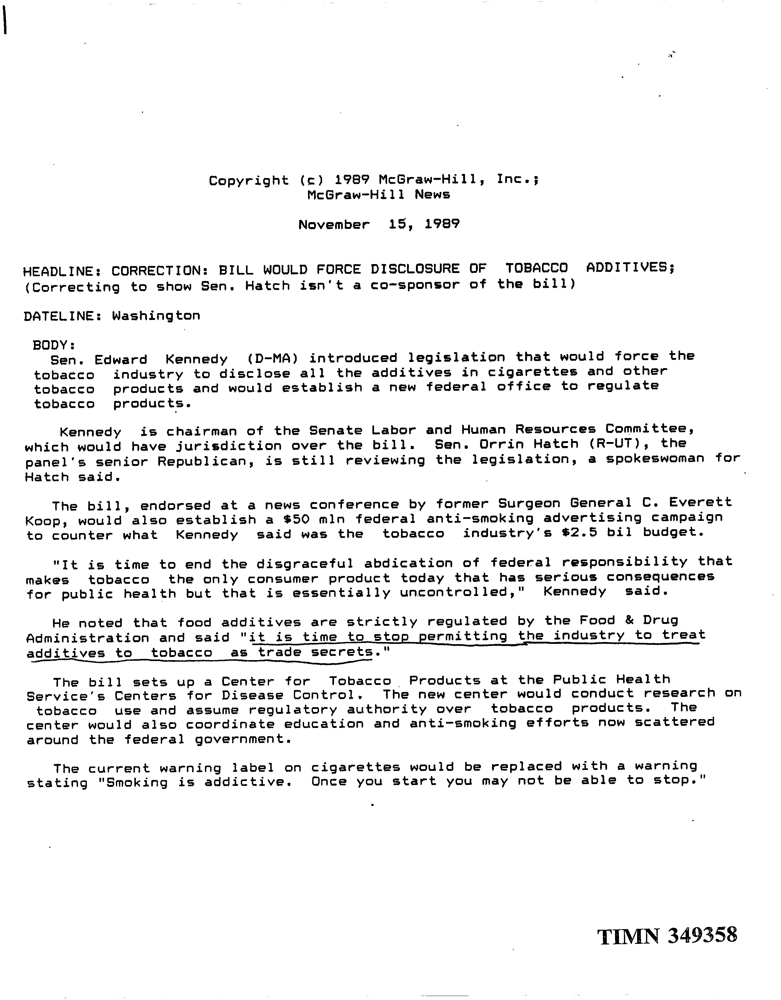 Copyright (c) 1989 McGraw-Hill, Inc.;
McGraw-Hill News
November 15, 1989
HEADLINE: CORRECTION: BILL WOULD FORCE DISCLOSURE OF TOBACCO ADDITIVES;
(Correcting to show Sen. Hatch isn't a co-sponsor of the bill)
DATELINE: Washington
BODY:
Sen. Edward Kennedy (D-MA) introduced legislation that would force the
tobacco industry to disclose all the additives in cigarettes and other
tobacco products and would establish a new federal office to regulate
tobacco products.
Kennedy is chairman of the Senate Labor and Human Resources Committee,
which would have jurisdiction over the bill. Sen. Orrin Hatch (R-UT), the
panel's senior Republican, is still reviewing the legislation, a spokeswoman for
Hatch said.
The bill, endorsed at a news conference by former Surgeon General C. Everett
Koop, would also establish a $50 mln federal anti-smoking advertising campaign
to counter what Kennedy said was the tobacco industry's $2.5 bil budget.
"It is time to end the disgraceful abdication of federal responsibility that
makes tobacco the only consumer product today that has serious consequences
for public health but that is essentially uncontrolled," Kennedy said.
He noted that food additives are strictly regulated by the Food & Drug
Administration and said "it is time to stop permitting the industry to treat
additives to tobacco as trade secrets."
The bill sets up a Center for Tobacco Products at the Public Health
Service's Centers for Disease Control. The new center would conduct research on
tobacco use and assume regulatory authority over tobacco products. The
center would also coordinate education and anti-smoking efforts now scattered
around the federal government.
The current warning label on cigarettes would be replaced with a warning
stating "Smoking is addictive. Once you start you may not be able to stop."
TIMN 349358